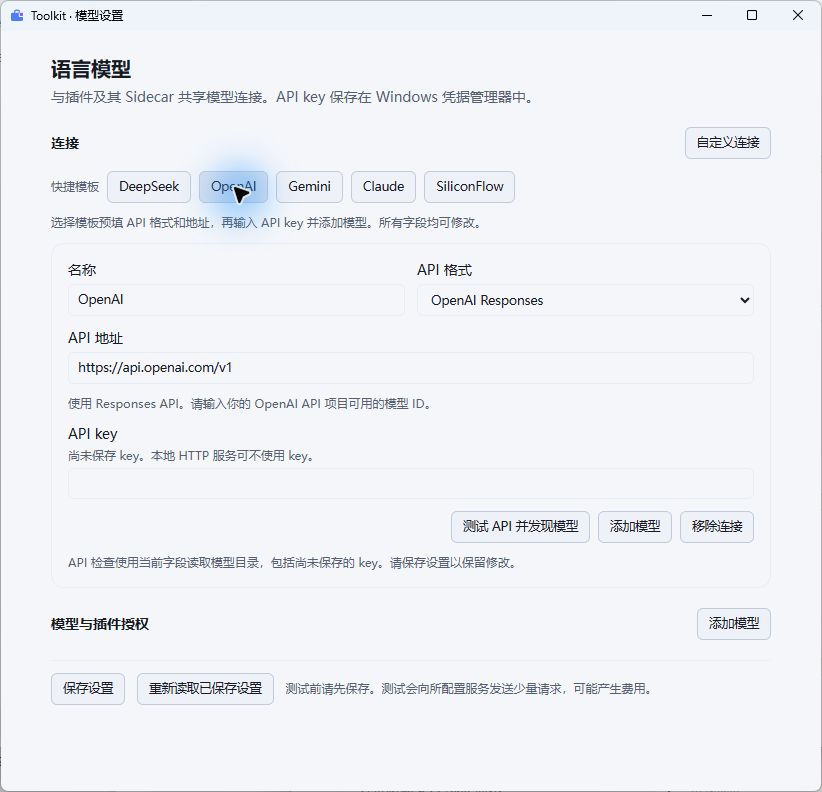 Toolkit · 模型设置
语言模型
与插件及其 Sidecar 共享模型连接。API key 保存在 Windows 凭据管理器中。
连接
自定义连接
快捷模板 DeepSeek OpenAI Gemini Claude SiliconFlow
选择模板预填 API 格式和地址，再输入 API key 并添加模型。所有字段均可修改。
名称 API 格式
OpenAI OpenAI Responses
API 地址
https://api.openai.com/v1
使用 Responses API。请输入你的 OpenAI API 项目可用的模型 ID。
API key
尚未保存 key。本地 HTTP 服务可不使用 key。
测试 API 并发现模型 添加模型 移除连接
API 检查使用当前字段读取模型目录，包括尚未保存的 key。请保存设置以保留修改。
模型与插件授权 添加模型
保存设置 重新读取已保存设置 测试前请先保存。测试会向所配置服务发送少量请求，可能产生费用。